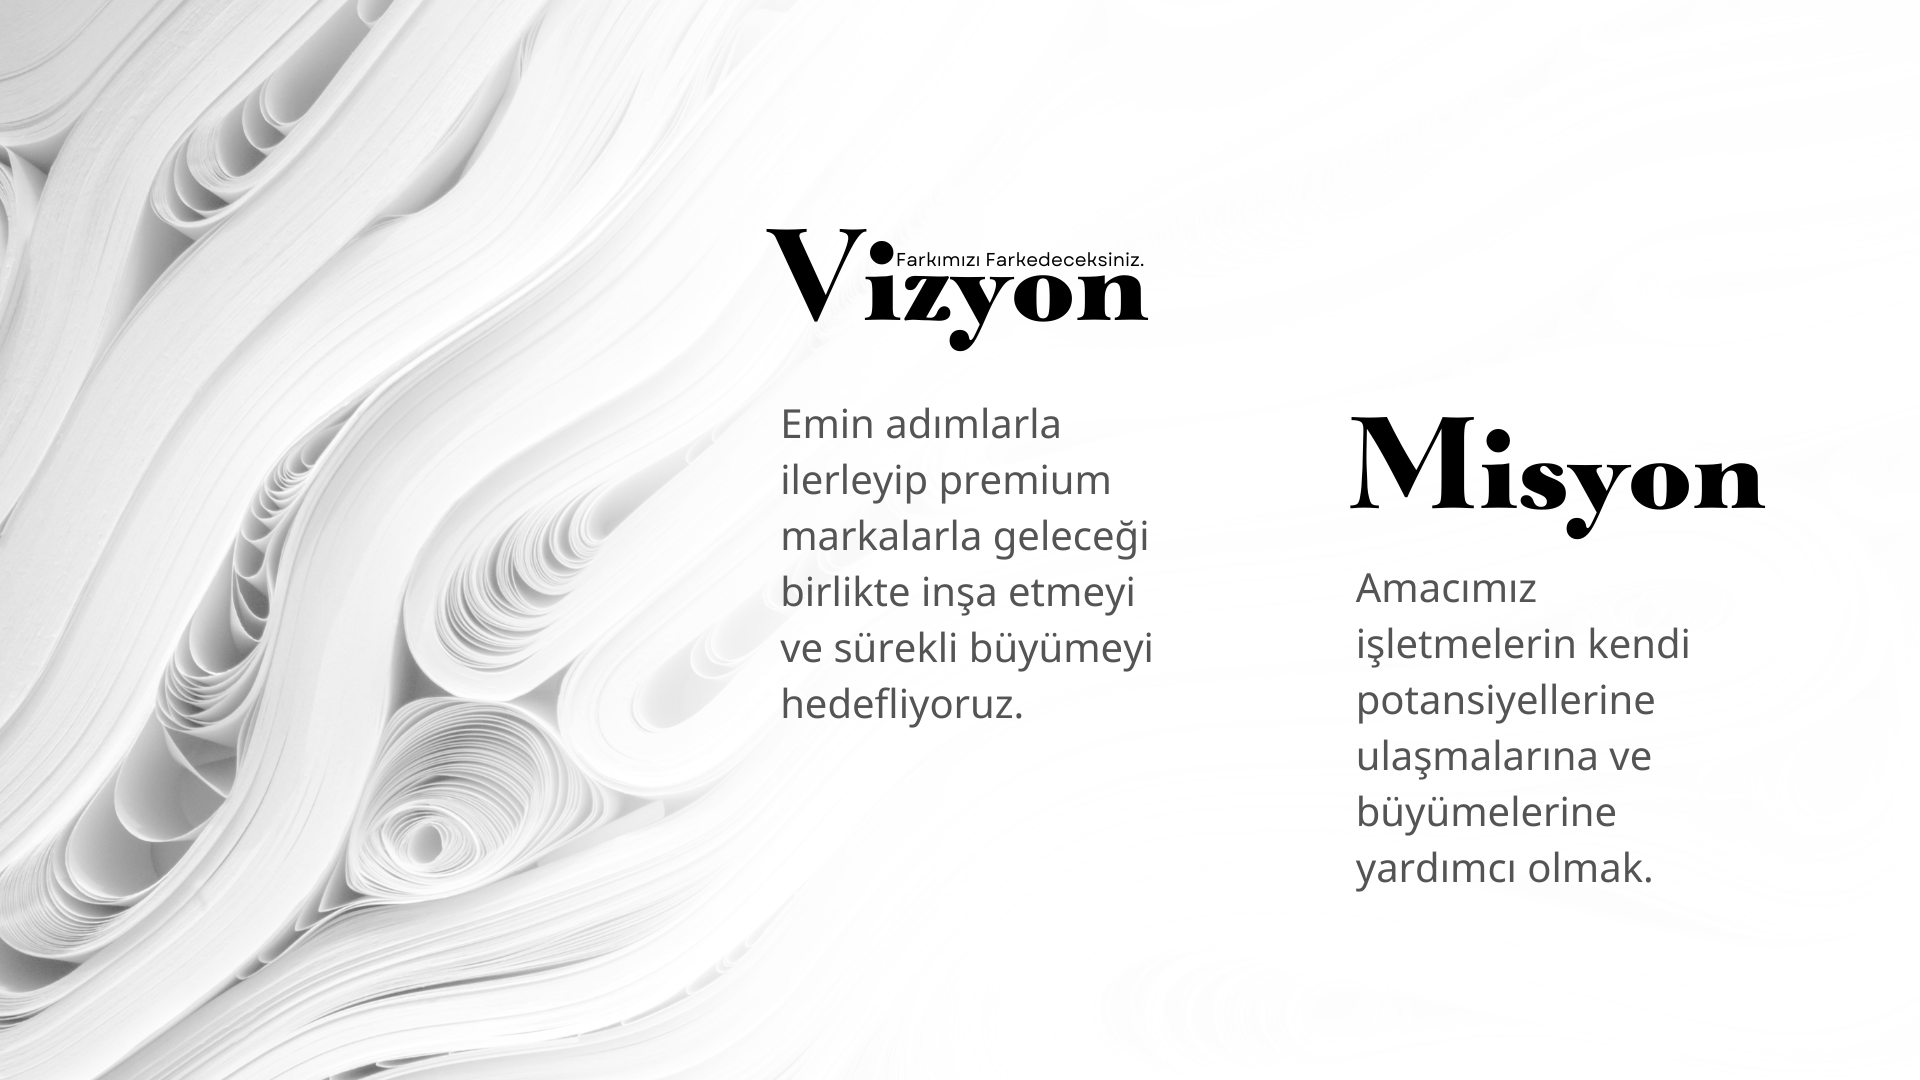 Vizyon
Farkımızı Farkedeceksiniz.
Emin adımlarla
ilerleyip premium
markalarla geleceği
birlikte inşa etmeyi
ve sürekli büyümeyi
hedefliyoruz.
Misyon
Amacımız
işletmelerin kendi
potansiyellerine
ulaşmalarına ve
büyümelerine
yardımcı olmak.